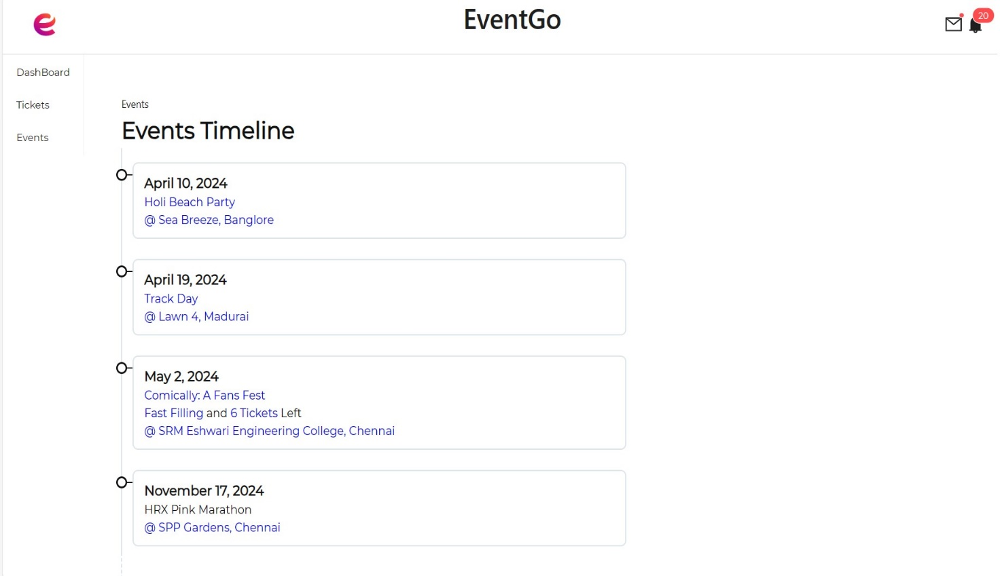 EventGo
20
DashBoard
Tickets
Events
Events
Events Timeline
April 10, 2024
Holi Beach Party
@ Sea Breeze, Banglore
April 19, 2024
Track Day
@ Lawn 4, Madurai
May 2, 2024
Comically: A Fans Fest
Fast Filling and 6 Tickets Left
@ SRM Eshwari Engineering College, Chennai
November 17, 2024
HRX Pink Marathon
@ SPP Gardens, Chennai